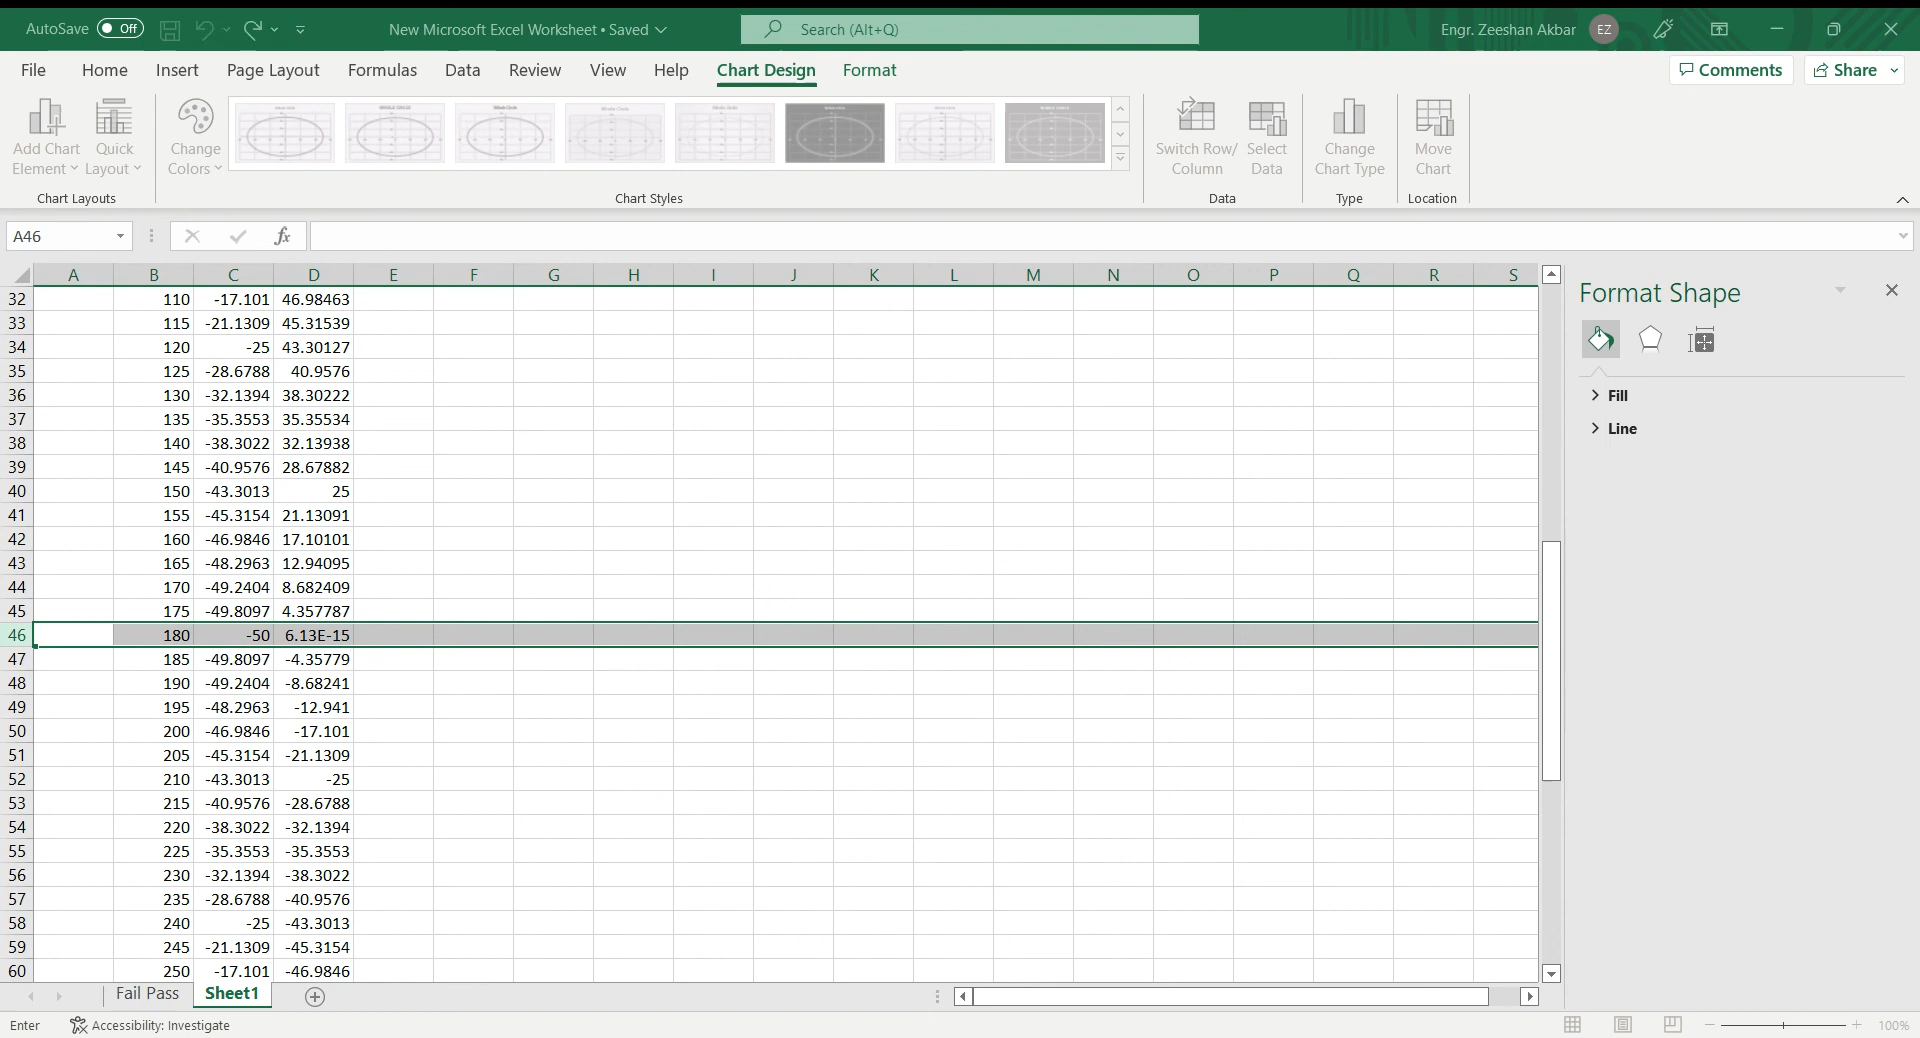 AutoSave Off New Microsoft Excel Worksheet • Saved Search (Alt+Q) Engr. Zeeshan Akbar EZ
File Home Insert Page Layout Formulas Data Review View Help Chart Design Format Comments Share
Add Chart Element Quick Layout Change Colors Switch Row/ Column Select Data Change Chart Type Move Chart
Chart Layouts Chart Styles Data Type Location
A46 fx
A B C D E F G H I J K L M N O P Q R S
Format Shape
Fill
Line
32 110 -17.101 46.98463
33 115 -21.1309 45.31539
34 120 -25 43.30127
35 125 -28.6788 40.9576
36 130 -32.1394 38.30222
37 135 -35.3553 35.35534
38 140 -38.3022 32.13938
39 145 -40.9576 28.67882
40 150 -43.3013 25
41 155 -45.3154 21.13091
42 160 -46.9846 17.10101
43 165 -48.2963 12.94095
44 170 -49.2404 8.682409
45 175 -49.8097 4.357787
46 180 -50 6.13E-15
47 185 -49.8097 -4.35779
48 190 -49.2404 -8.68241
49 195 -48.2963 -12.941
50 200 -46.9846 -17.101
51 205 -45.3154 -21.1309
52 210 -43.3013 -25
53 215 -40.9576 -28.6788
54 220 -38.3022 -32.1394
55 225 -35.3553 -35.3553
56 230 -32.1394 -38.3022
57 235 -28.6788 -40.9576
58 240 -25 -43.3013
59 245 -21.1309 -45.3154
60 250 -17.101 -46.9846
Fail Pass Sheet1
Enter Accessibility: Investigate 100%